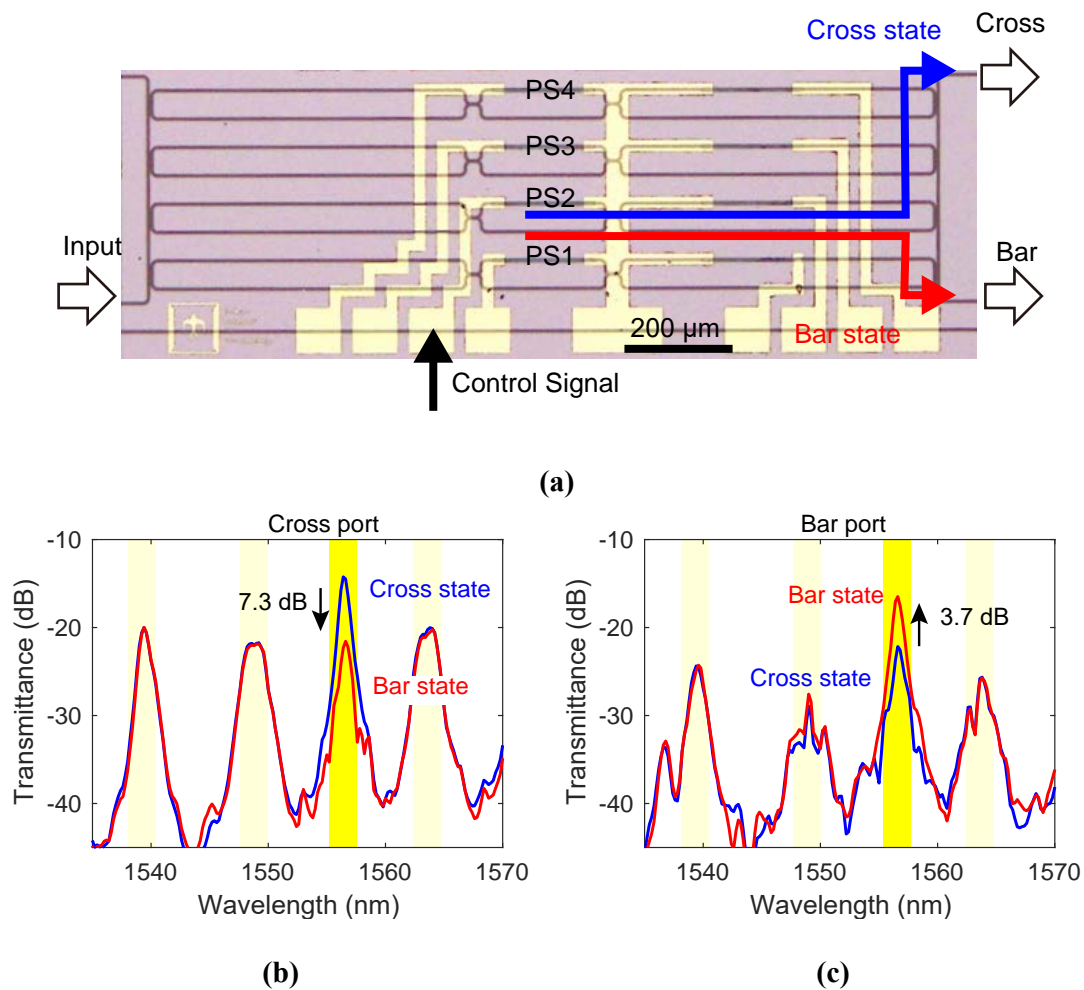 Cross
Cross state
PS4
PS3
PS2
Input
PS1
Bar
200 µm
Bar state
Control Signal
(a)
Cross port
Bar port
-10
-20
-30
-40
Transmittance (dB)
7.3 dB
Cross state
Bar state
1540
1550
1560
1570
Wavelength (nm)
-10
-20
-30
-40
Transmittance (dB)
Bar state
3.7 dB
Cross state
1540
1550
1560
1570
Wavelength (nm)
(b)
(c)